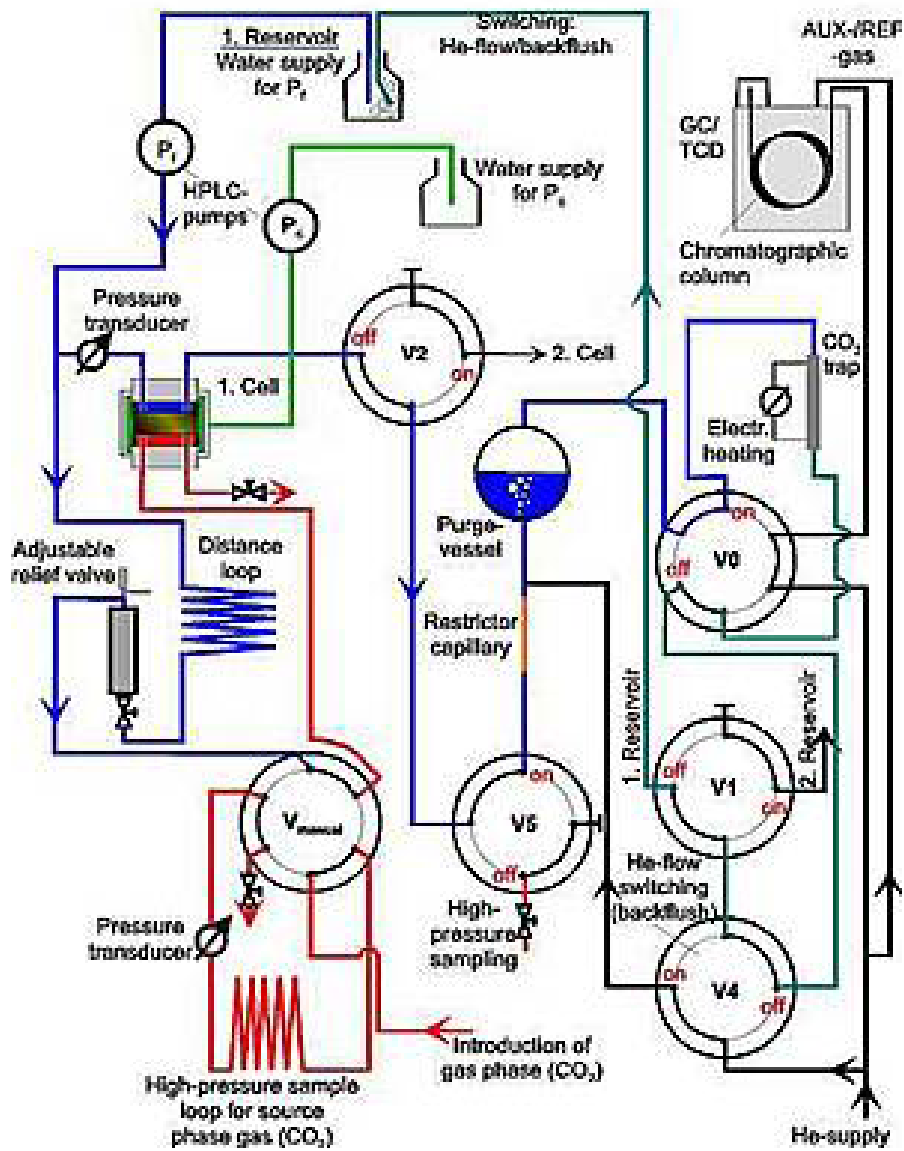 Switching:
He-flow/backflush
1. Reservoir
Water supply
for P
AUX-/REF
-gas
GC/
TCD
P
HPLC-
pumps
P
Water supply
for P
Chromatographic
column
Pressure
transducer
off
V2
on
2. Cell
1. Cell
CO2
trap
Electr.
heating
Purge-
vessel
on
off
V0
Adjustable
relief valve
Distance
loop
Restrictor
capillary
1. Reservoir
2. Reservoir
off
V1
on
Vmanual
on
V5
off
He-flow
switching
(backflush)
High-
pressure
sampling
Pressure
transducer
on
V4
off
Introduction of
gas phase (CO2)
High-pressure sample
loop for source
phase gas (CO2)
He-supply